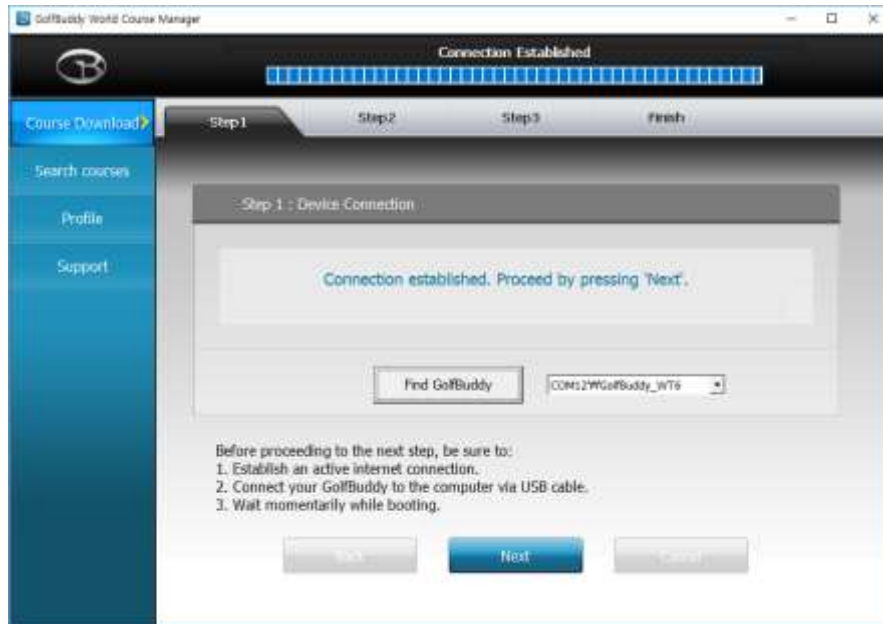 GolfBuddy World Course Manager
Connection Established
Course Download
Step1
Step2
Step3
Finish
Search courses
Profile
Support
Step 1 : Device Connection
Connection established. Proceed by pressing 'Next'.
Find GolfBuddy
COM12₩GolfBuddy_WT6
Before proceeding to the next step, be sure to:
1. Establish an active internet connection.
2. Connect your GolfBuddy to the computer via USB cable.
3. Wait momentarily while booting.
Back
Next
Cancel